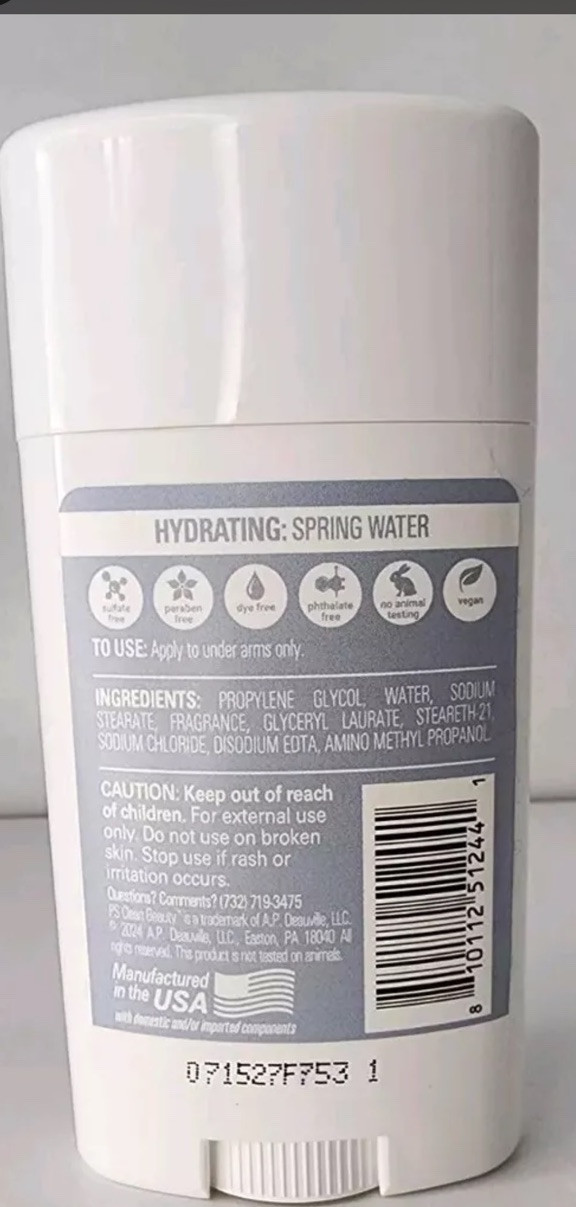 HYDRATING: SPRING WATER
sulfate free
paraben free
dye free
phthalate free
no animal testing
vegan
TO USE: Apply to under arms only.
INGREDIENTS: PROPYLENE GLYCOL, WATER, SODIUM
STEARATE, FRAGRANCE, GLYCERYL LAURATE, STEARETH-21,
SODIUM CHLORIDE, DISODIUM EDTA, AMINO METHYL PROPANOL.
CAUTION: Keep out of reach
of children. For external use
only. Do not use on broken
skin. Stop use if rash or
irritation occurs.
Questions? Comments? (732) 719-3475
PS Clean Beauty™ is a trademark of A.P. Deauville, LLC.
© 2024 A.P. Deauville, LLC., Easton, PA 18040 All
rights reserved. This product is not tested on animals.
Manufactured
in the USA
with domestic and/or imported components
8 10112 51244 1
071527F753 1